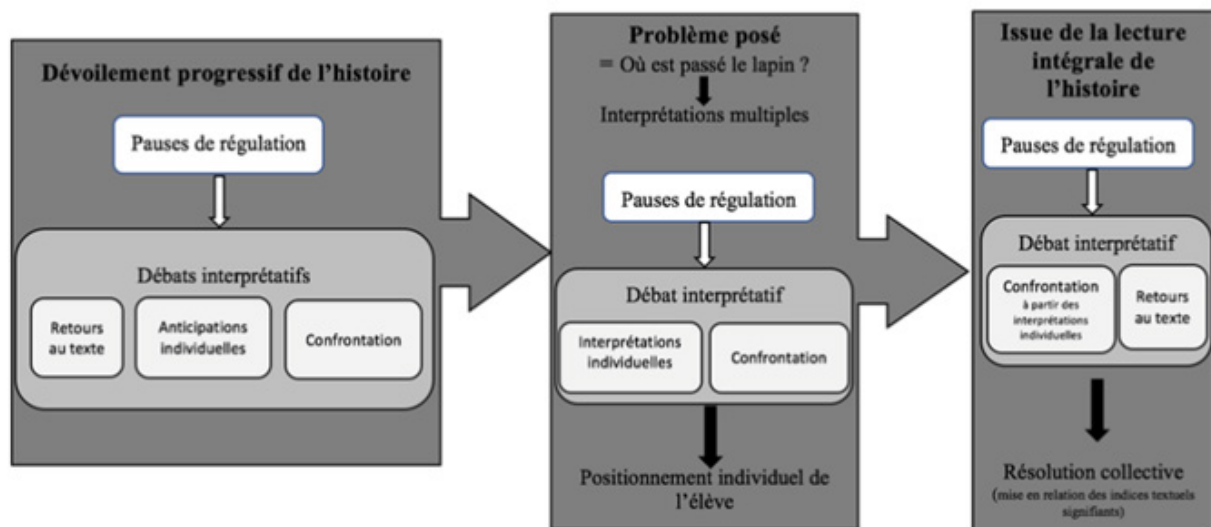 Dévoilement progressif de l'histoire
Pauses de régulation
Débats interprétatifs
Retours
au texte
Anticipations
individuelles
Confrontation
Problème posé
= Où est passé le lapin ?
Interprétations multiples
Pauses de régulation
Débat interprétatif
Interprétations
individuelles
Confrontation
Positionnement individuel de
l'élève
Issue de la lecture
intégrale de
l'histoire
Pauses de régulation
Débat interprétatif
Confrontation
à partir des
interprétations
individuelles
Retours
au texte
Résolution collective
(mise en relation des indices textuels
signifiants)